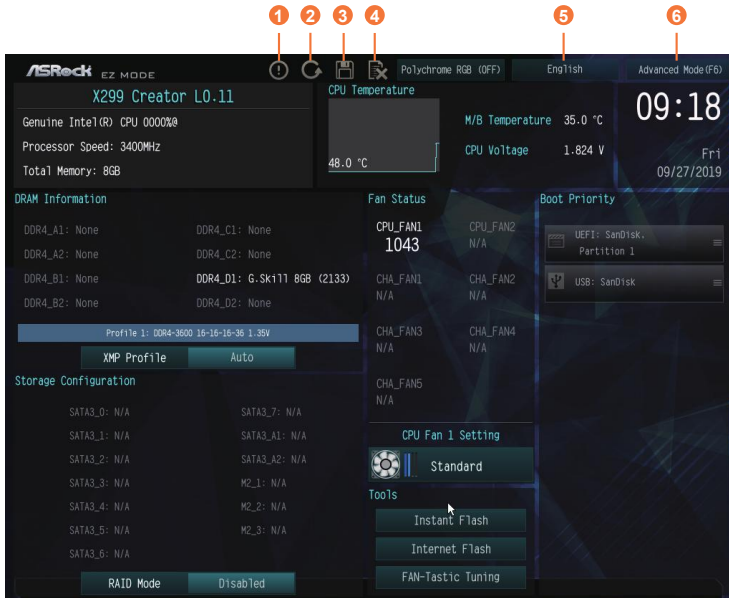 1 2 3 4 5 6
ASRock EZ MODE
Polychrome RGB (OFF)
English
Advanced Mode(F6)
X299 Creator L0.11
Genuine Intel(R) CPU 0000%@
Processor Speed: 3400MHz
Total Memory: 8GB
CPU Temperature
48.0 °C
M/B Temperature 35.0 °C
CPU Voltage 1.824 V
09:18
Fri
09/27/2019
DRAM Information
DDR4_A1: None DDR4_C1: None
DDR4_A2: None DDR4_C2: None
DDR4_B1: None DDR4_D1: G.Skill 8GB (2133)
DDR4_B2: None DDR4_D2: None
Profile 1: DDR4-3600 16-16-16-36 1.35V
XMP Profile Auto
Storage Configuration
SATA3_0: N/A SATA3_7: N/A
SATA3_1: N/A SATA3_A1: N/A
SATA3_2: N/A SATA3_A2: N/A
SATA3_3: N/A M2_1: N/A
SATA3_4: N/A M2_2: N/A
SATA3_5: N/A M2_3: N/A
SATA3_6: N/A
RAID Mode Disabled
Fan Status
CPU_FAN1 CPU_FAN2
1043 N/A
CHA_FAN1 CHA_FAN2
N/A N/A
CHA_FAN3 CHA_FAN4
N/A N/A
CHA_FAN5
N/A
CPU Fan 1 Setting
Standard
Tools
Instant Flash
Internet Flash
FAN-Tastic Tuning
Boot Priority
UEFI: SanDisk.
Partition 1
USB: SanDisk